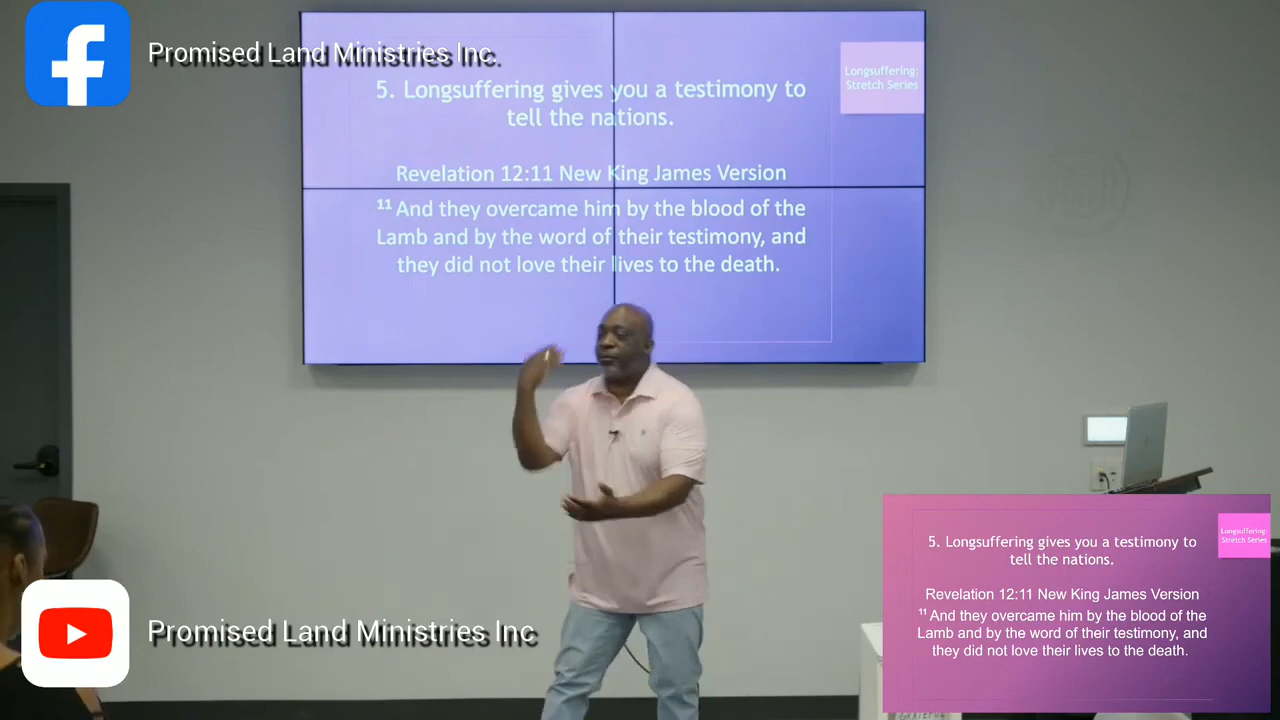 Promised Land Ministries Inc.
5. Longsuffering gives you a testimony to
tell the nations.
Longsuffering:
Stretch Series
Revelation 12:11 New King James Version
11 And they overcame him by the blood of the
Lamb and by the word of their testimony, and
they did not love their lives to the death.
Promised Land Ministries Inc
5. Longsuffering gives you a testimony to
tell the nations.
Longsuffering:
Stretch Series
Revelation 12:11 New King James Version
11 And they overcame him by the blood of the
Lamb and by the word of their testimony, and
they did not love their lives to the death.